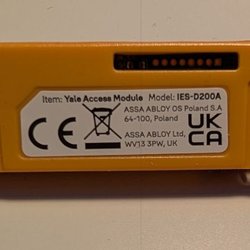 Item: Yale Access Module Model: IES-D200A
ASSA ABLOY OS Poland S.A
64-100, Poland
ASSA ABLOY Ltd,
WV13 3PW, UK
CE
UK
CA